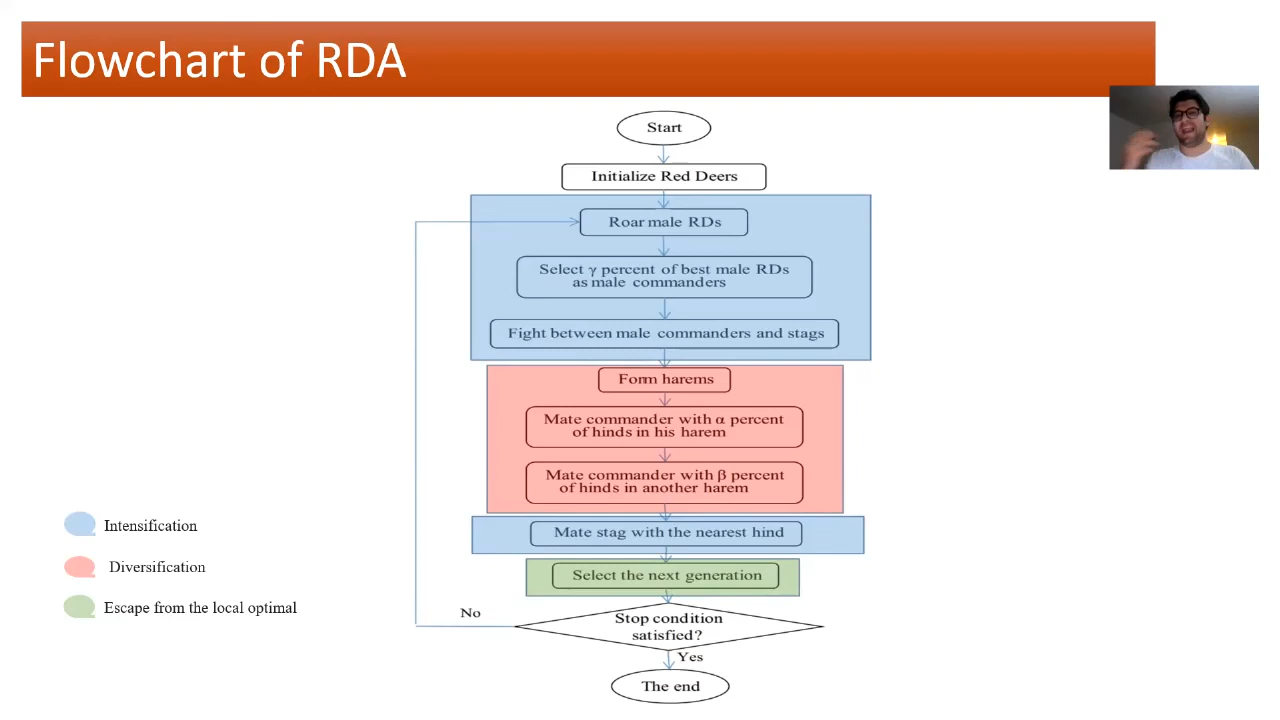 Flowchart of RDA
Start
Initialize Red Deers
Roar male RDs
Select γ percent of best male RDs
as male commanders
Fight between male commanders and stags
Form harems
Mate commander with α percent
of hinds in his harem
Mate commander with β percent
of hinds in another harem
Mate stag with the nearest hind
Select the next generation
Stop condition
satisfied?
No
Yes
The end
Intensification
Diversification
Escape from the local optimal